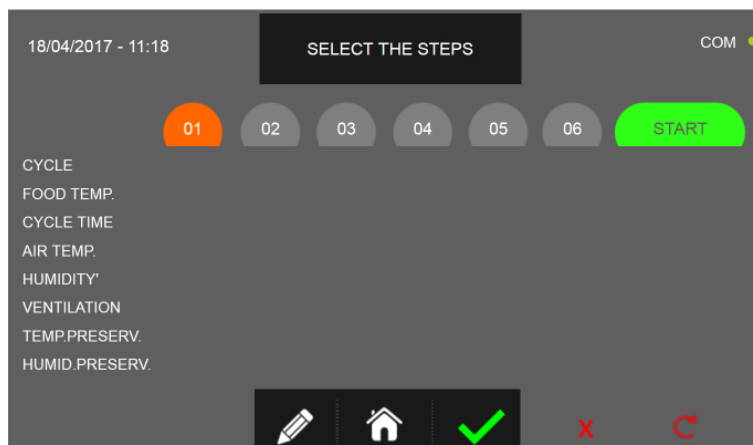 18/04/2017 - 11:18
SELECT THE STEPS
COM
01 02 03 04 05 06 START
CYCLE
FOOD TEMP.
CYCLE TIME
AIR TEMP.
HUMIDITY'
VENTILATION
TEMP.PRESERV.
HUMID.PRESERV.
X